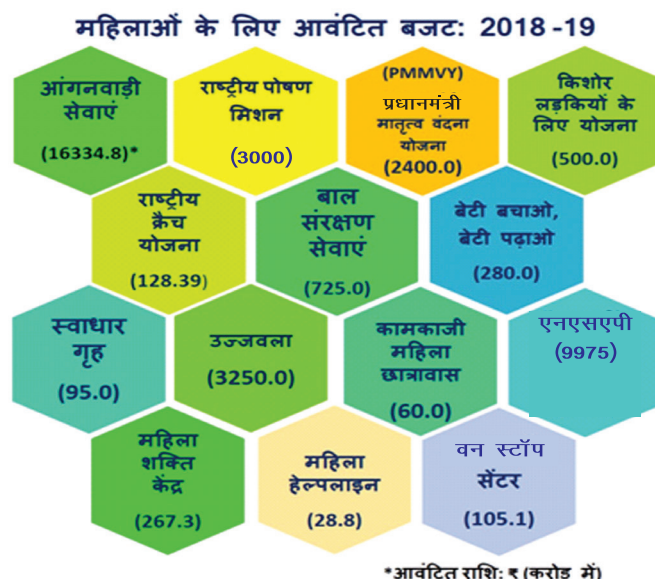 महिलाओं के लिए आवंटित बजट: 2018 -19
आंगनवाड़ी
सेवाएं
(16334.8)*
राष्ट्रीय पोषण
मिशन
(3000)
(PMMVY)
प्रधानमंत्री
मातृत्व वंदना
योजना
(2400.0)
किशोर
लड़कियों के
लिए योजना
(500.0)
राष्ट्रीय
क्रैच
योजना
(128.39)
बाल
संरक्षण
सेवाएं
(725.0)
बेटी बचाओ,
बेटी पढ़ाओ
(280.0)
स्वाधार
गृह
(95.0)
उज्जवला
(3250.0)
कामकाजी
महिला
छात्रावास
(60.0)
एनएसएपी
(9975)
महिला
शक्ति
केंद्र
(267.3)
महिला
हेल्पलाइन
(28.8)
वन स्टॉप
सेंटर
(105.1)
*आवंटित राशि: ₹ (करोड़ में)